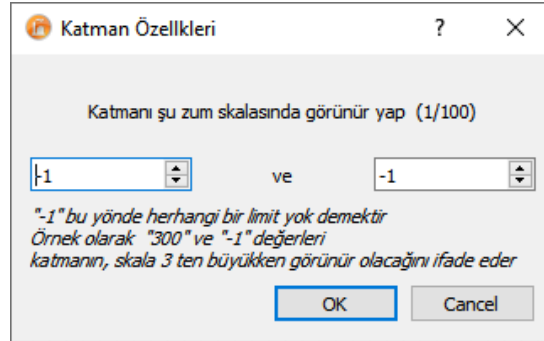 Katman Özellkleri
?
Katmanı şu zum skalasında görünür yap (1/100)
-1 ve -1
"-1" bu yönde herhangi bir limit yok demektir
Örnek olarak "300" ve "-1" değerleri
katmanın, skala 3 ten büyükken görünür olacağını ifade eder
OK Cancel